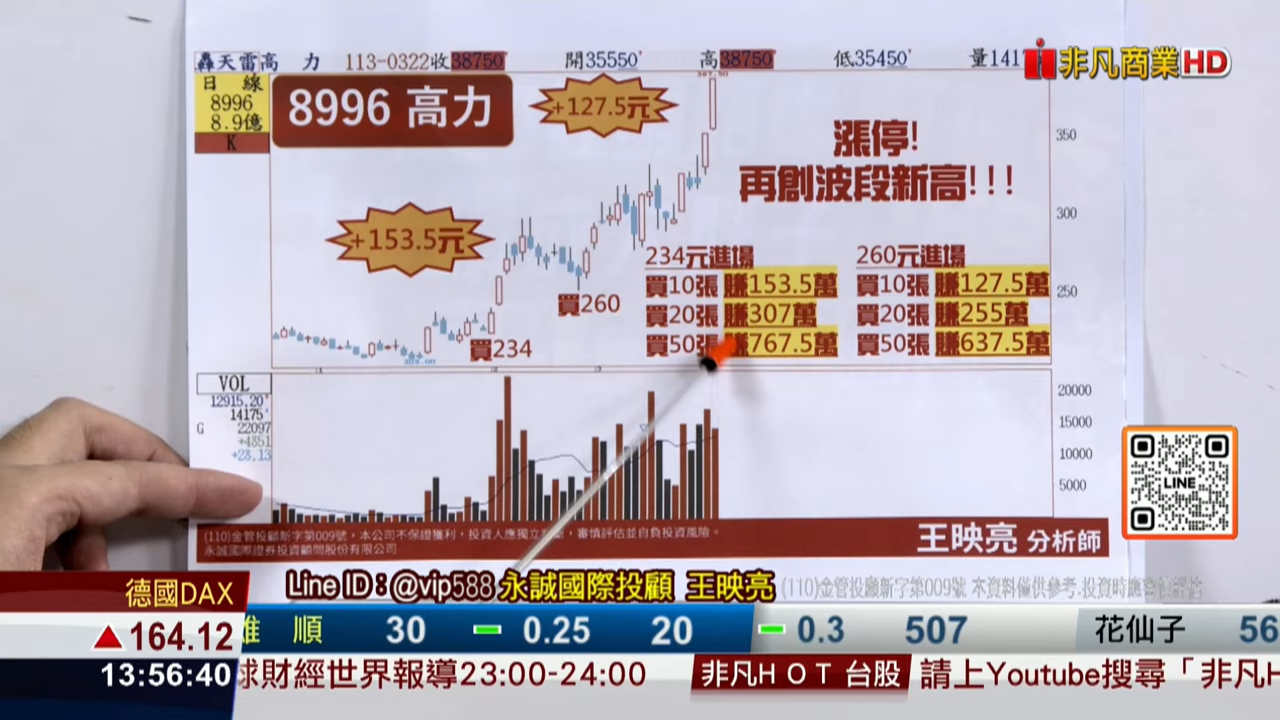 轟天雷高 力 113-0322收38750' 開35550' 高38750' 低35450' 量141
非凡商業HD
日 線
8996
8.9億
K
8996 高力
387.50
+127.5元
漲停!
再創波段新高!!!
350
300
250
+153.5元
買260
買234
234元進場 260元進場
買10張 賺153.5萬 買10張 賺127.5萬
買20張 賺307萬 買20張 賺255萬
買50張 賺767.5萬 買50張 賺637.5萬
VOL
12915.20'
14175'
G 22097
+4851
+28.13
20000
15000
10000
5000
LINE
(110)金管投顧新字第009號，本公司不保證獲利，投資人應獨立判斷，審慎評估並自負投資風險。
永誠國際證券投資顧問股份有限公司
王映亮 分析師
Line ID：@vip588 永誠國際投顧 王映亮 (110)金管投顧新字第009號 本資料僅供參考,投資時應審慎評估
德國DAX
▲164.12 雄 順 30 0.25 20 0.3 507 花仙子 56
13:56:40 球財經世界報導23:00-24:00 非凡HOT 台股 請上Youtube搜尋「非凡H